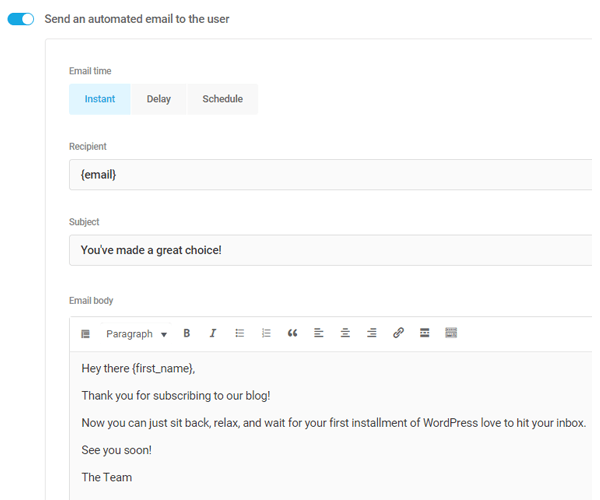 Send an automated email to the user
Email time
Instant Delay Schedule
Recipient
{email}
Subject
You've made a great choice!
Email body
Paragraph B I
Hey there {first_name},
Thank you for subscribing to our blog!
Now you can just sit back, relax, and wait for your first installment of WordPress love to hit your inbox.
See you soon!
The Team